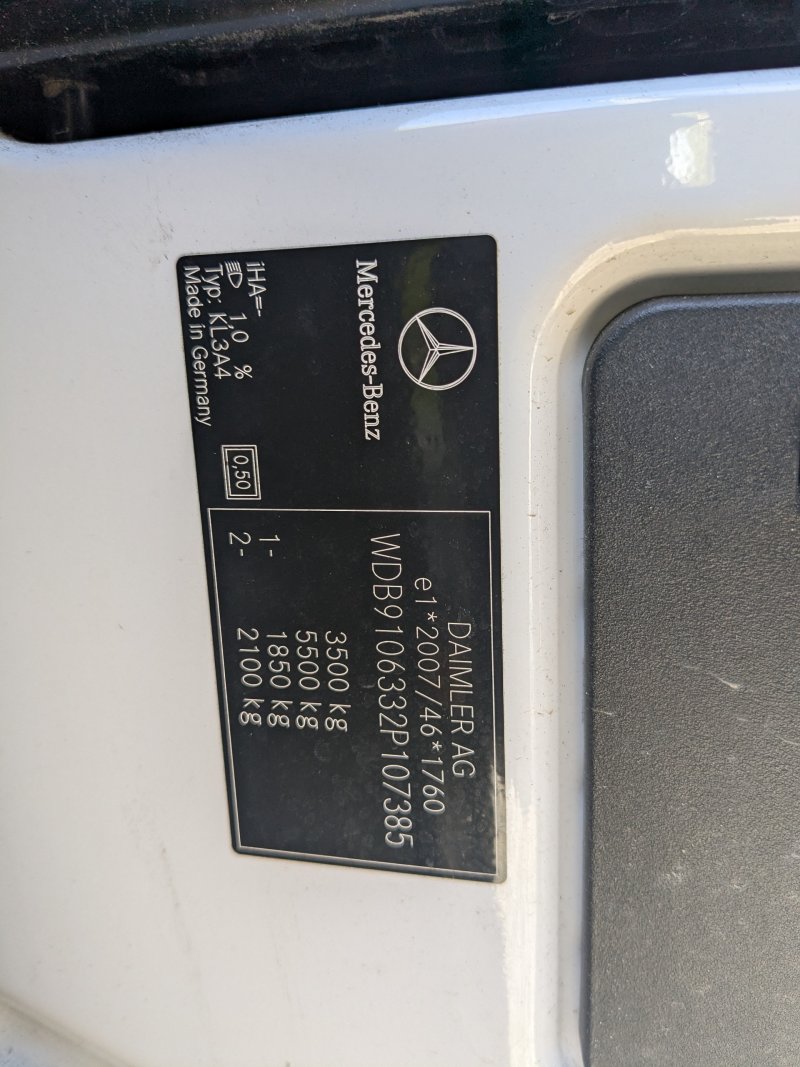 Mercedes-Benz
iHA=-
1,0 %
Typ: KL3A4
Made in Germany
0,50
DAIMLER AG
e1*2007/46*1760
WDB9106332P107385
3500 kg
5500 kg
1- 1850 kg
2- 2100 kg